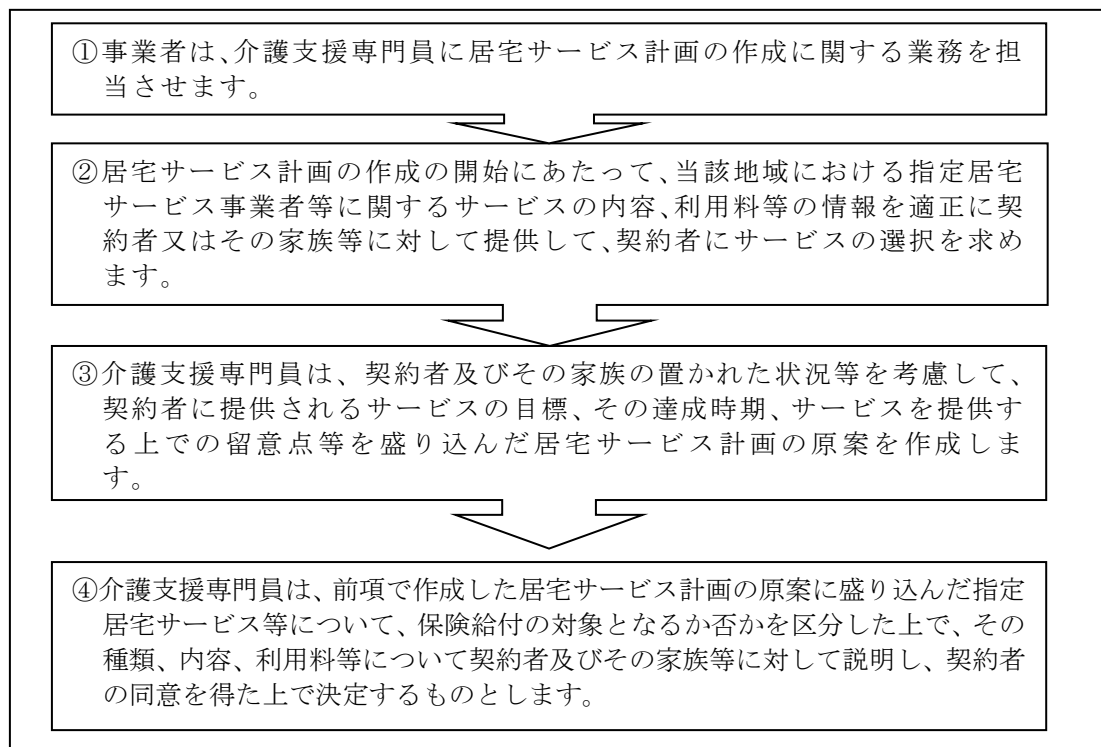 ①事業者は、介護支援専門員に居宅サービス計画の作成に関する業務を担
当させます。
②居宅サービス計画の作成の開始にあたって、当該地域における指定居宅
サービス事業者等に関するサービスの内容、利用料等の情報を適正に契
約者又はその家族等に対して提供して、契約者にサービスの選択を求め
ます。
③介護支援専門員は、契約者及びその家族の置かれた状況等を考慮して、
契約者に提供されるサービスの目標、その達成時期、サービスを提供す
る上での留意点等を盛り込んだ居宅サービス計画の原案を作成しま
す。
④介護支援専門員は、前項で作成した居宅サービス計画の原案に盛り込んだ指定
居宅サービス等について、保険給付の対象となるか否かを区分した上で、その
種類、内容、利用料等について契約者及びその家族等に対して説明し、契約者
の同意を得た上で決定するものとします。